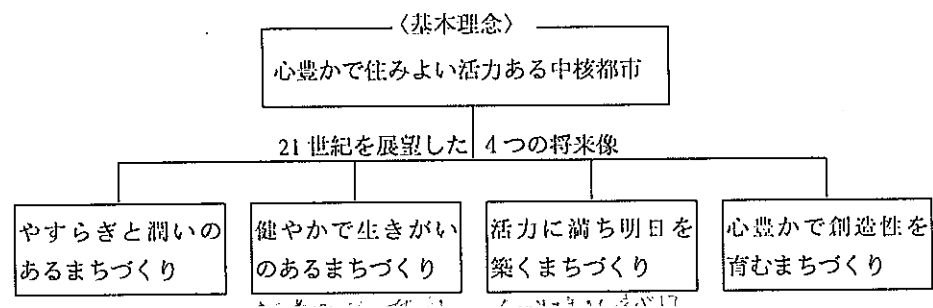 〈基本理念〉
心豊かで住みよい活力ある中核都市
21世紀を展望した4つの将来像
やすらぎと潤いの
あるまちづくり
健やかで生きがい
のあるまちづくり
活力に満ち明日を
築くまちづくり
心豊かで創造性を
育むまちづくり